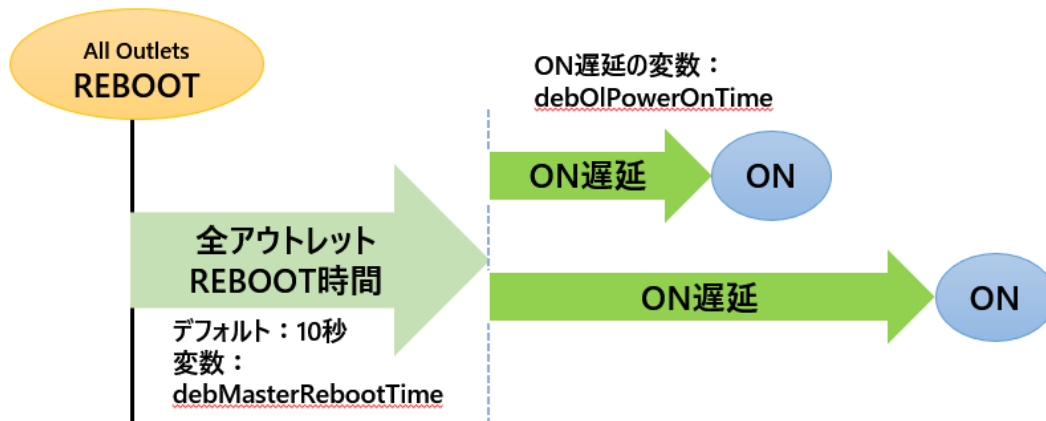 All Outlets
REBOOT
ON遅延の変数：
debOlPowerOnTime
ON遅延
ON
全アウトレット
REBOOT時間
ON遅延
ON
デフォルト：10秒
変数：
debMasterRebootTime